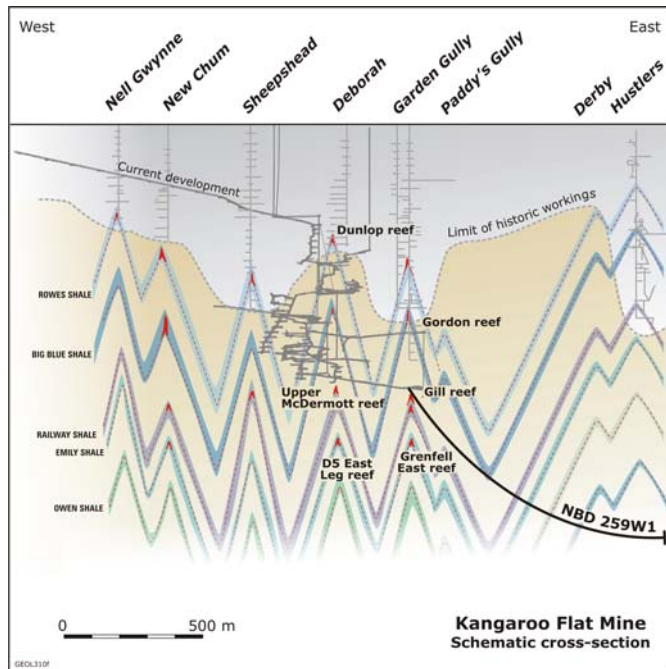 West
East
Nell Gwynne
New Chum
Sheepshead
Deborah
Garden Gully
Paddy's Gully
Derby
Hustlers
Current development
Limit of historic workings
Dunlop reef
ROWES SHALE
Gordon reef
BIG BLUE SHALE
Upper
McDermott reef
Gill reef
RAILWAY SHALE
EMILY SHALE
D5 East
Leg reef
Grenfell
East reef
OWEN SHALE
NBD 259W1
0 500 m
Kangaroo Flat Mine
Schematic cross-section
GEOL310f